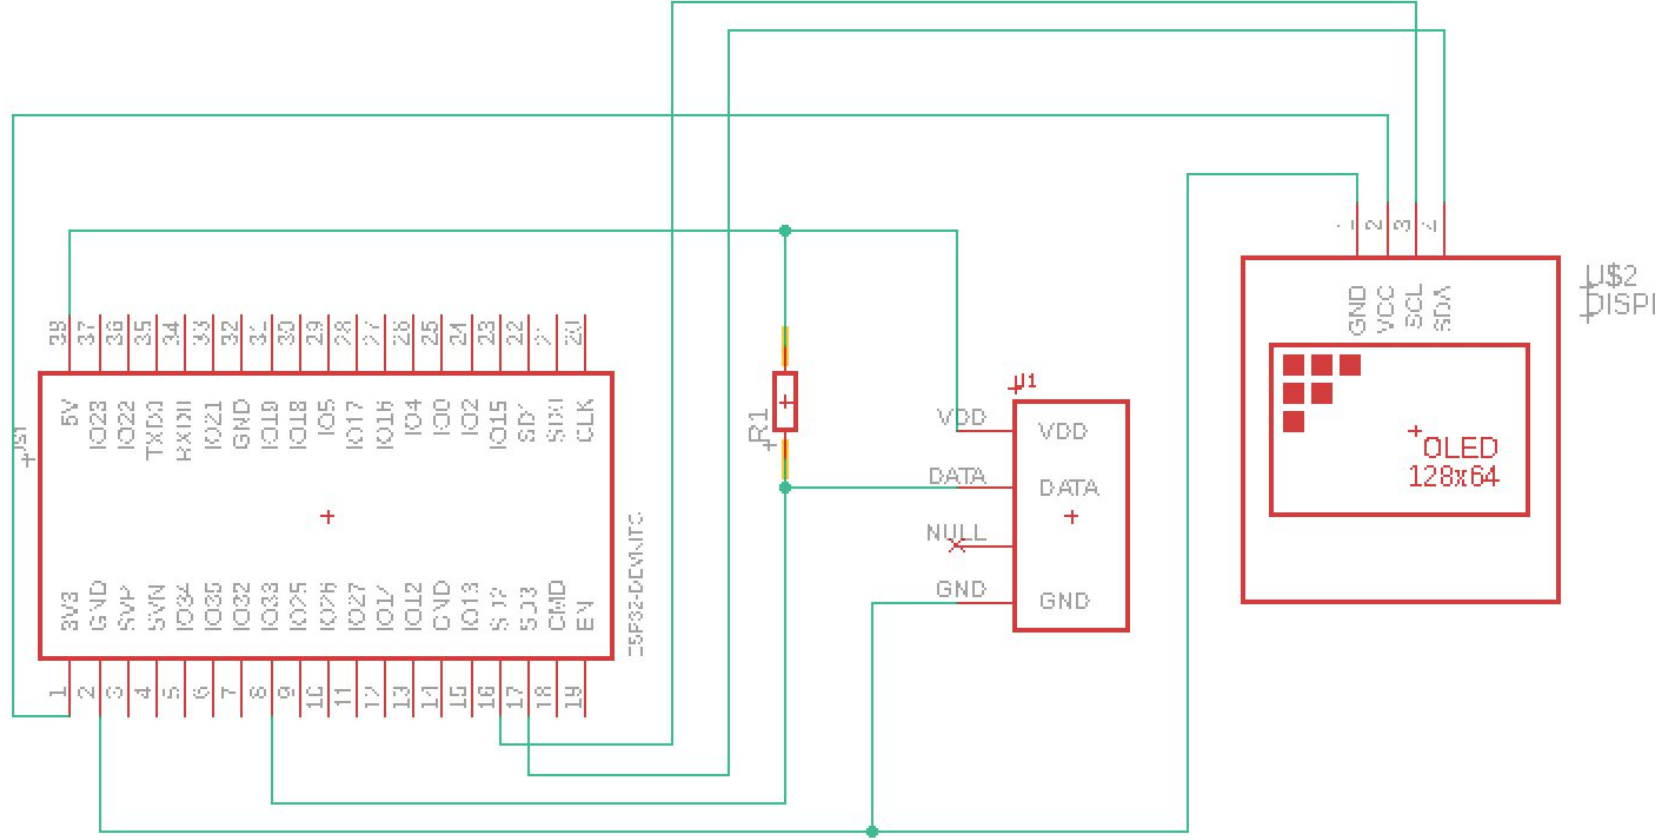 38 37 36 35 34 33 32 31 30 29 28 27 26 25 24 23 22 21 20
5V IO23 IO22 TXD0 RXD0 IO21 GND IO19 IO18 IO5 IO17 IO16 IO4 IO0 IO2 IO15 SD1 CLK
3V3 GND SVP SVN IO34 IO35 IO32 IO33 IO25 IO26 IO27 IO12 GND IO13 SD2 SD3 CMD EN
1 2 3 4 5 6 7 8 9 10 11 12 13 14 15 16 17 18 19
ESP32-DEVKITC
R1
U1
VDD
VDD
DATA
DATA
NULL
GND
GND
1 2 3 4
GND VCC SCL SDA
OLED
128x64
U$2
DISPL